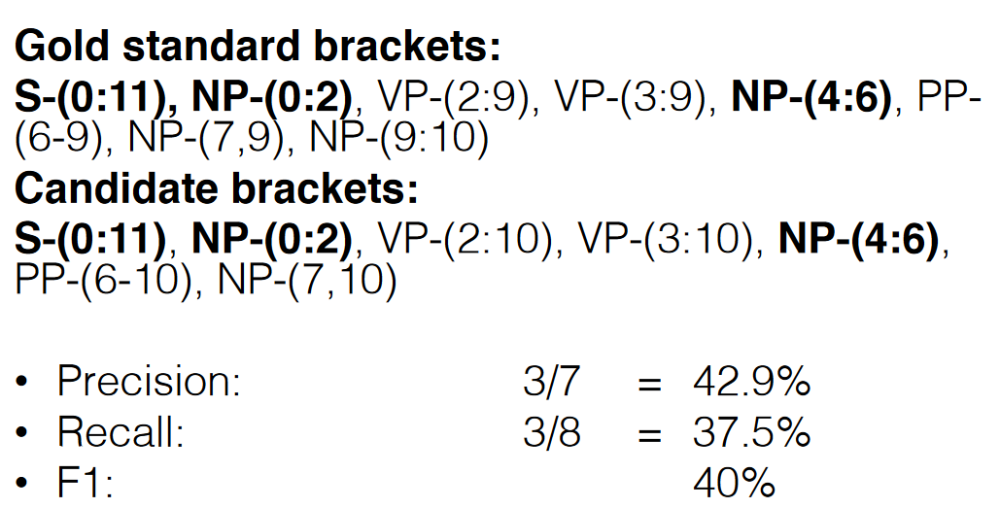 Gold standard brackets:
S-(0:11), NP-(0:2), VP-(2:9), VP-(3:9), NP-(4:6), PP-
(6-9), NP-(7,9), NP-(9:10)
Candidate brackets:
S-(0:11), NP-(0:2), VP-(2:10), VP-(3:10), NP-(4:6),
PP-(6-10), NP-(7,10)
• Precision: 3/7 = 42.9%
• Recall: 3/8 = 37.5%
• F1: 40%